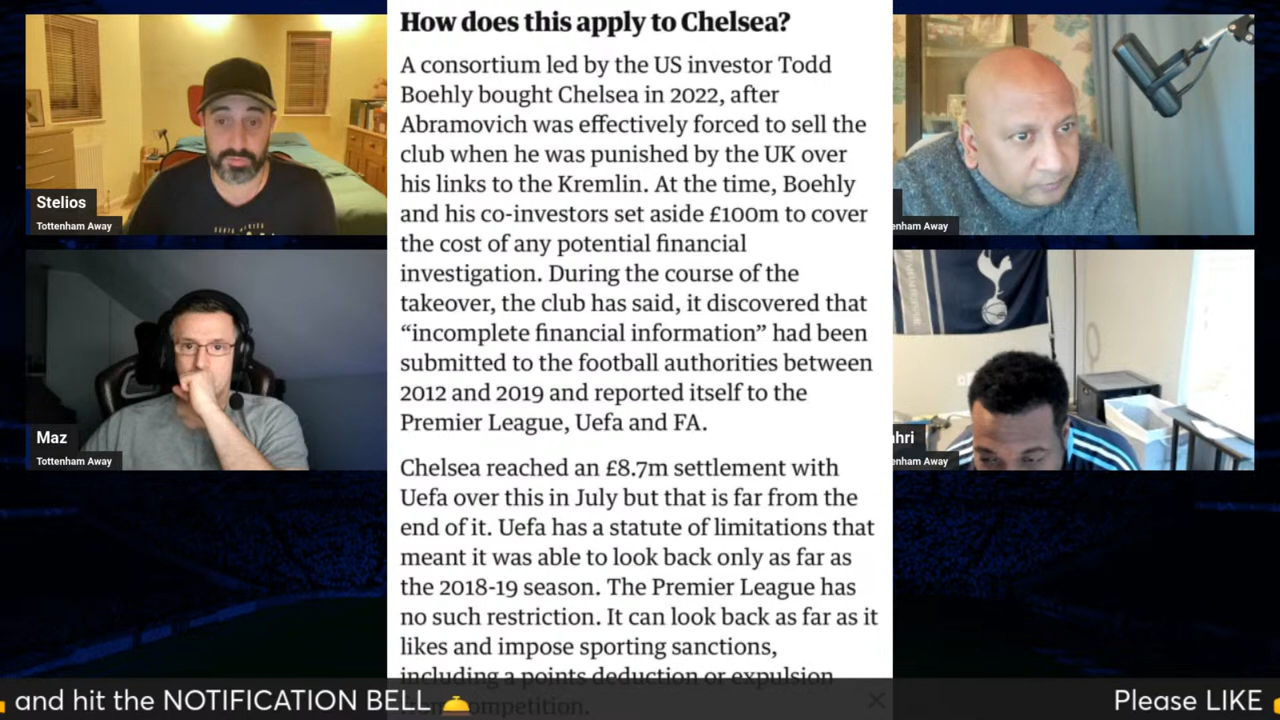 How does this apply to Chelsea?
A consortium led by the US investor Todd
Boehly bought Chelsea in 2022, after
Abramovich was effectively forced to sell the
club when he was punished by the UK over
his links to the Kremlin. At the time, Boehly
and his co-investors set aside £100m to cover
the cost of any potential financial
investigation. During the course of the
takeover, the club has said, it discovered that
“incomplete financial information” had been
submitted to the football authorities between
2012 and 2019 and reported itself to the
Premier League, Uefa and FA.
Chelsea reached an £8.7m settlement with
Uefa over this in July but that is far from the
end of it. Uefa has a statute of limitations that
meant it was able to look back only as far as
the 2018-19 season. The Premier League has
no such restriction. It can look back as far as it
likes and impose sporting sanctions,
including a points deduction or expulsion
competition.
Stelios
Tottenham Away
Maz
Tottenham Away
enham Away
ahri
enham Away
and hit the NOTIFICATION BELL
Please LIKE